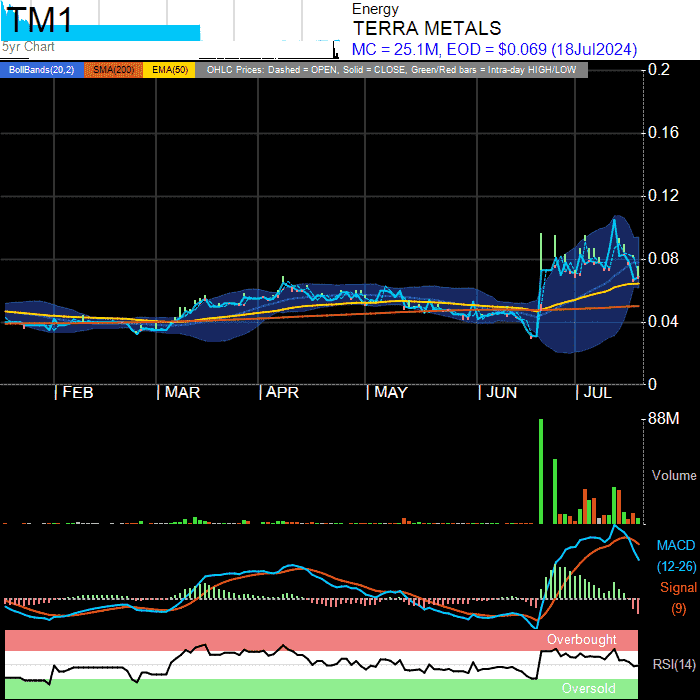 TM1
5yr Chart
Energy
TERRA METALS
MC = 25.1M, EOD = $0.069 (18Jul2024)
BollBands(20,2) SMA(200) EMA(50) OHLC Prices: Dashed = OPEN, Solid = CLOSE, Green/Red bars = Intra-day HIGH/LOW
0.2
0.16
0.12
0.08
0.04
0
| FEB | MAR | APR | MAY | JUN | JUL
88M
Volume
MACD
(12-26)
Signal
(9)
Overbought
RSI(14)
Oversold